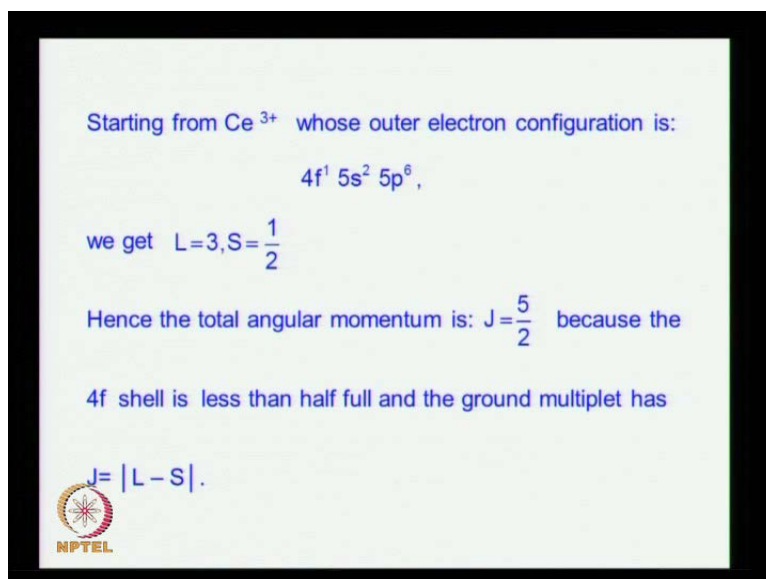 Starting from Ce ³⁺ whose outer electron configuration is:
4f¹ 5s² 5p⁶ ,
we get L=3,S=1/2
Hence the total angular momentum is: J=5/2 because the
4f shell is less than half full and the ground multiplet has
J= |L – S| .
NPTEL